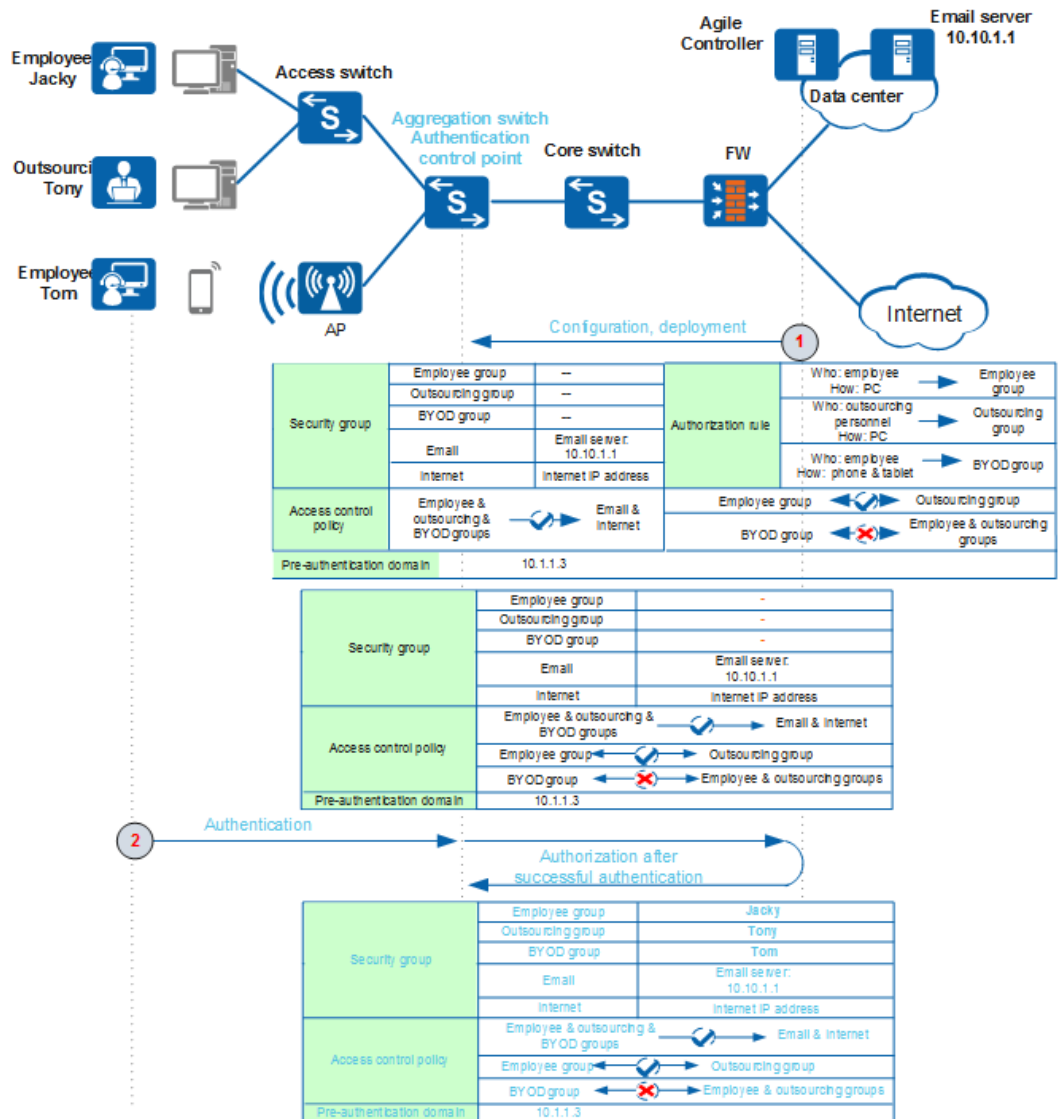 Employee
Jacky
Access switch
Agile
Controller
Email server
10.10.1.1
Data center
Outsourci
Tony
Aggregation switch
Authentication
control point
Core switch
FW
S
S
S
Employee
Tom
AP
Internet
Configuration, deployment
1
Security group
Employee group
--
Outsourcing group
--
BYOD group
--
Email
Email server:
10.10.1.1
Internet
Internet IP address
Authorization rule
Who: employee
How: PC
Employee
group
Who: outsourcing
personnel
How: PC
Outsourcing
group
Who: employee
How: phone & tablet
BYOD group
Access control
policy
Employee &
outsourcing &
BYOD groups
Email &
Internet
Employee group
Outsourcing group
BYOD group
Employee & outsourcing
groups
Pre-authentication domain
10.1.1.3
Security group
Employee group
-
Outsourcing group
-
BYOD group
-
Email
Email server:
10.10.1.1
Internet
Internet IP address
Access control policy
Employee & outsourcing &
BYOD groups
Email & Internet
Employee group
Outsourcing group
BYOD group
Employee & outsourcing groups
Pre-authentication domain
10.1.1.3
2
Authentication
Authorization after
successful authentication
Security group
Employee group
Jacky
Outsourcing group
Tony
BYOD group
Tom
Email
Email server:
10.10.1.1
Internet
Internet IP address
Access control policy
Employee & outsourcing &
BYOD groups
Email & Internet
Employee group
Outsourcing group
BYOD group
Employee & outsourcing groups
Pre-authentication domain
10.1.1.3